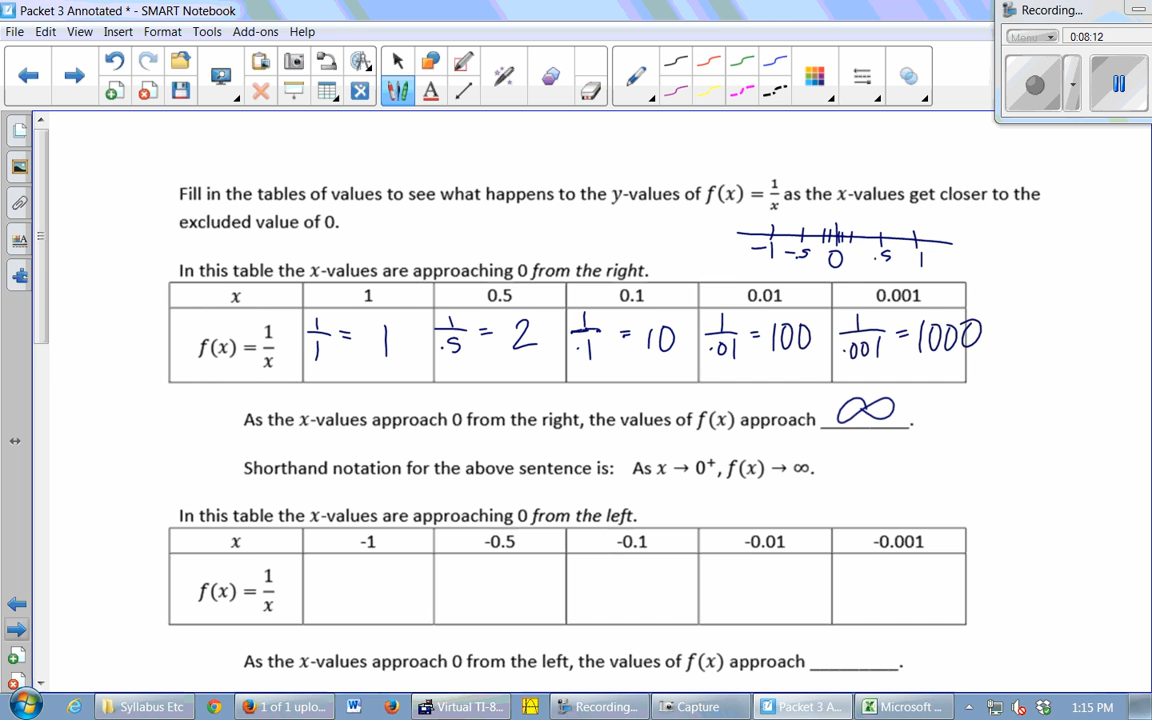 Packet 3 Annotated * - SMART Notebook
Recording...
File Edit View Insert Format Tools Add-ons Help
Menu
0:08:12
Fill in the tables of values to see what happens to the y-values of f(x) = 1/x as the x-values get closer to the
excluded value of 0.
-1 -.5 0 .5 1
In this table the x-values are approaching 0 from the right.
x 1 0.5 0.1 0.01 0.001
f(x) = 1/x 1/1 = 1 1/.5 = 2 1/.1 = 10 1/.01 = 100 1/.001 = 1000
As the x-values approach 0 from the right, the values of f(x) approach ∞.
Shorthand notation for the above sentence is: As x → 0⁺, f(x) → ∞.
In this table the x-values are approaching 0 from the left.
x -1 -0.5 -0.1 -0.01 -0.001
f(x) = 1/x
As the x-values approach 0 from the left, the values of f(x) approach ________.
Syllabus Etc 1 of 1 uplo... Virtual TI-8... Recording... Capture Packet 3 A... Microsoft ... 1:15 PM